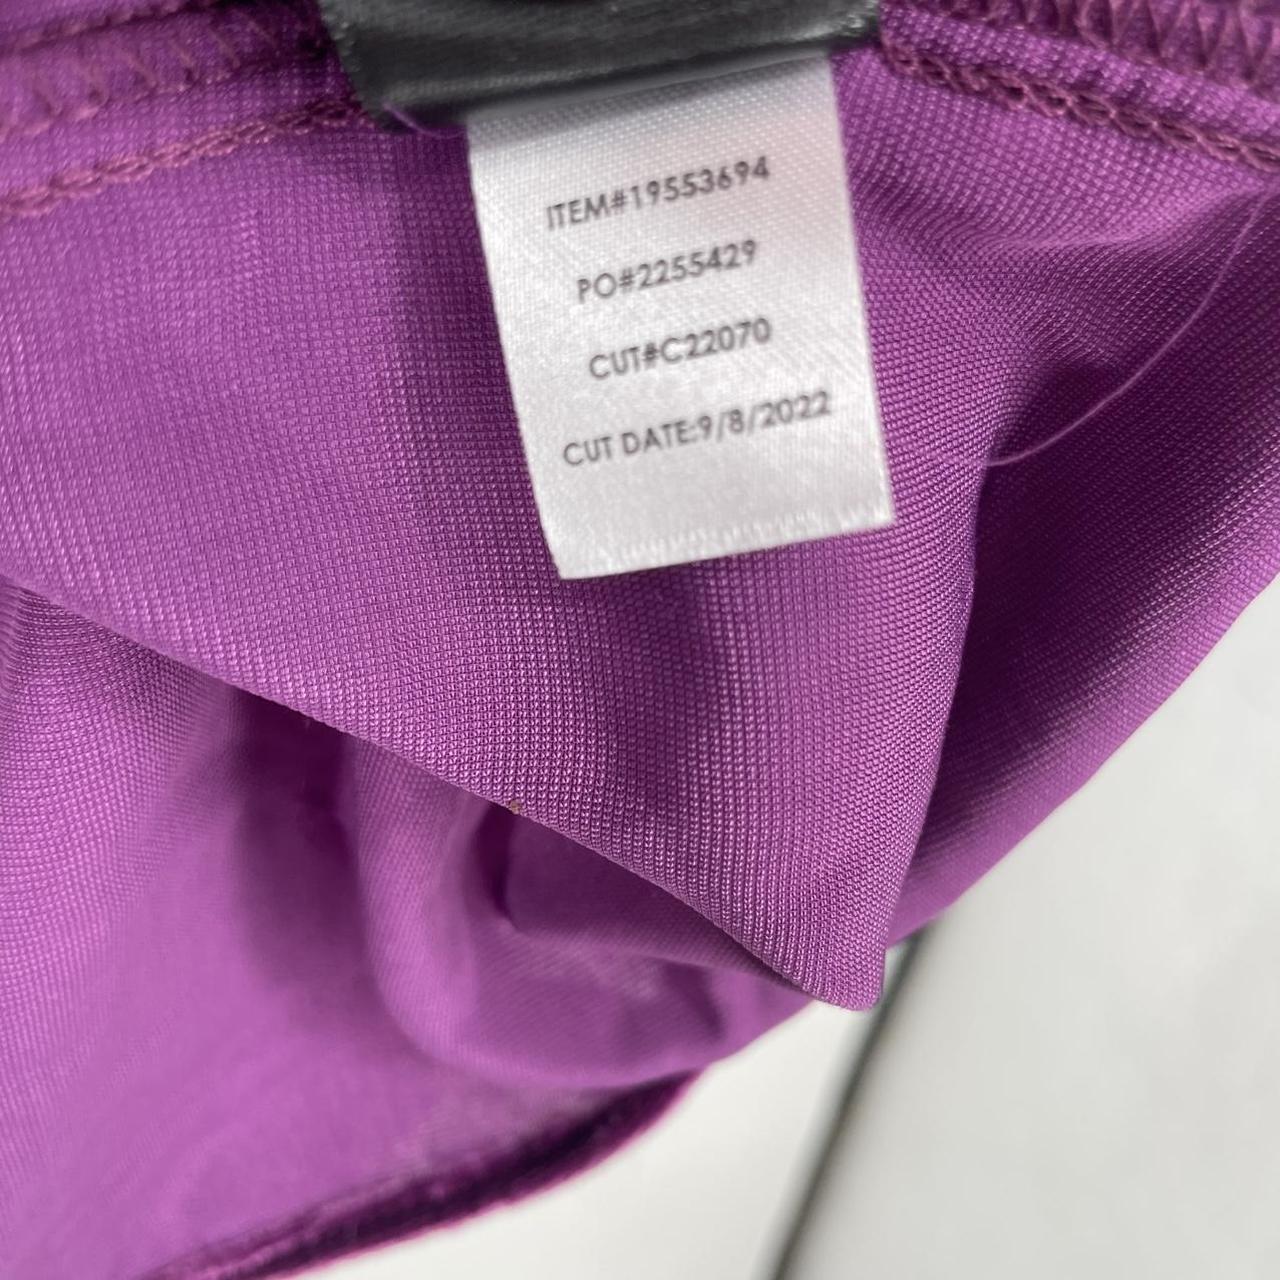 ITEM#19553694
PO#2255429
CUT#C22070
CUT DATE:9/8/2022